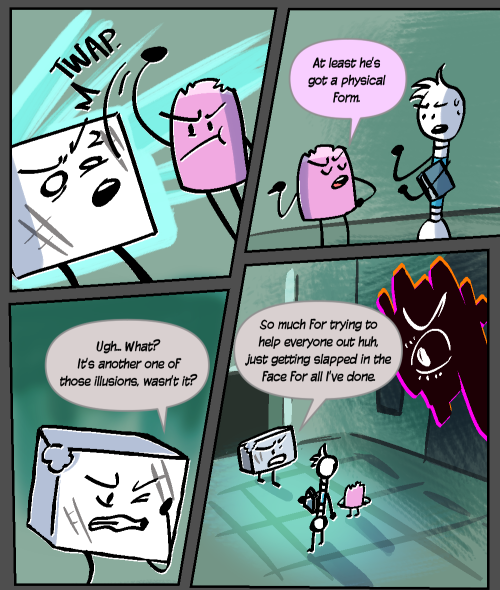 TWAP.
At least he's
got a physical
Form.
Ugh.. What?
It's another one of
those illusions, wasn't it?
So much For trying to
help everyone out huh,
just getting slapped in the
Face For all I've done.